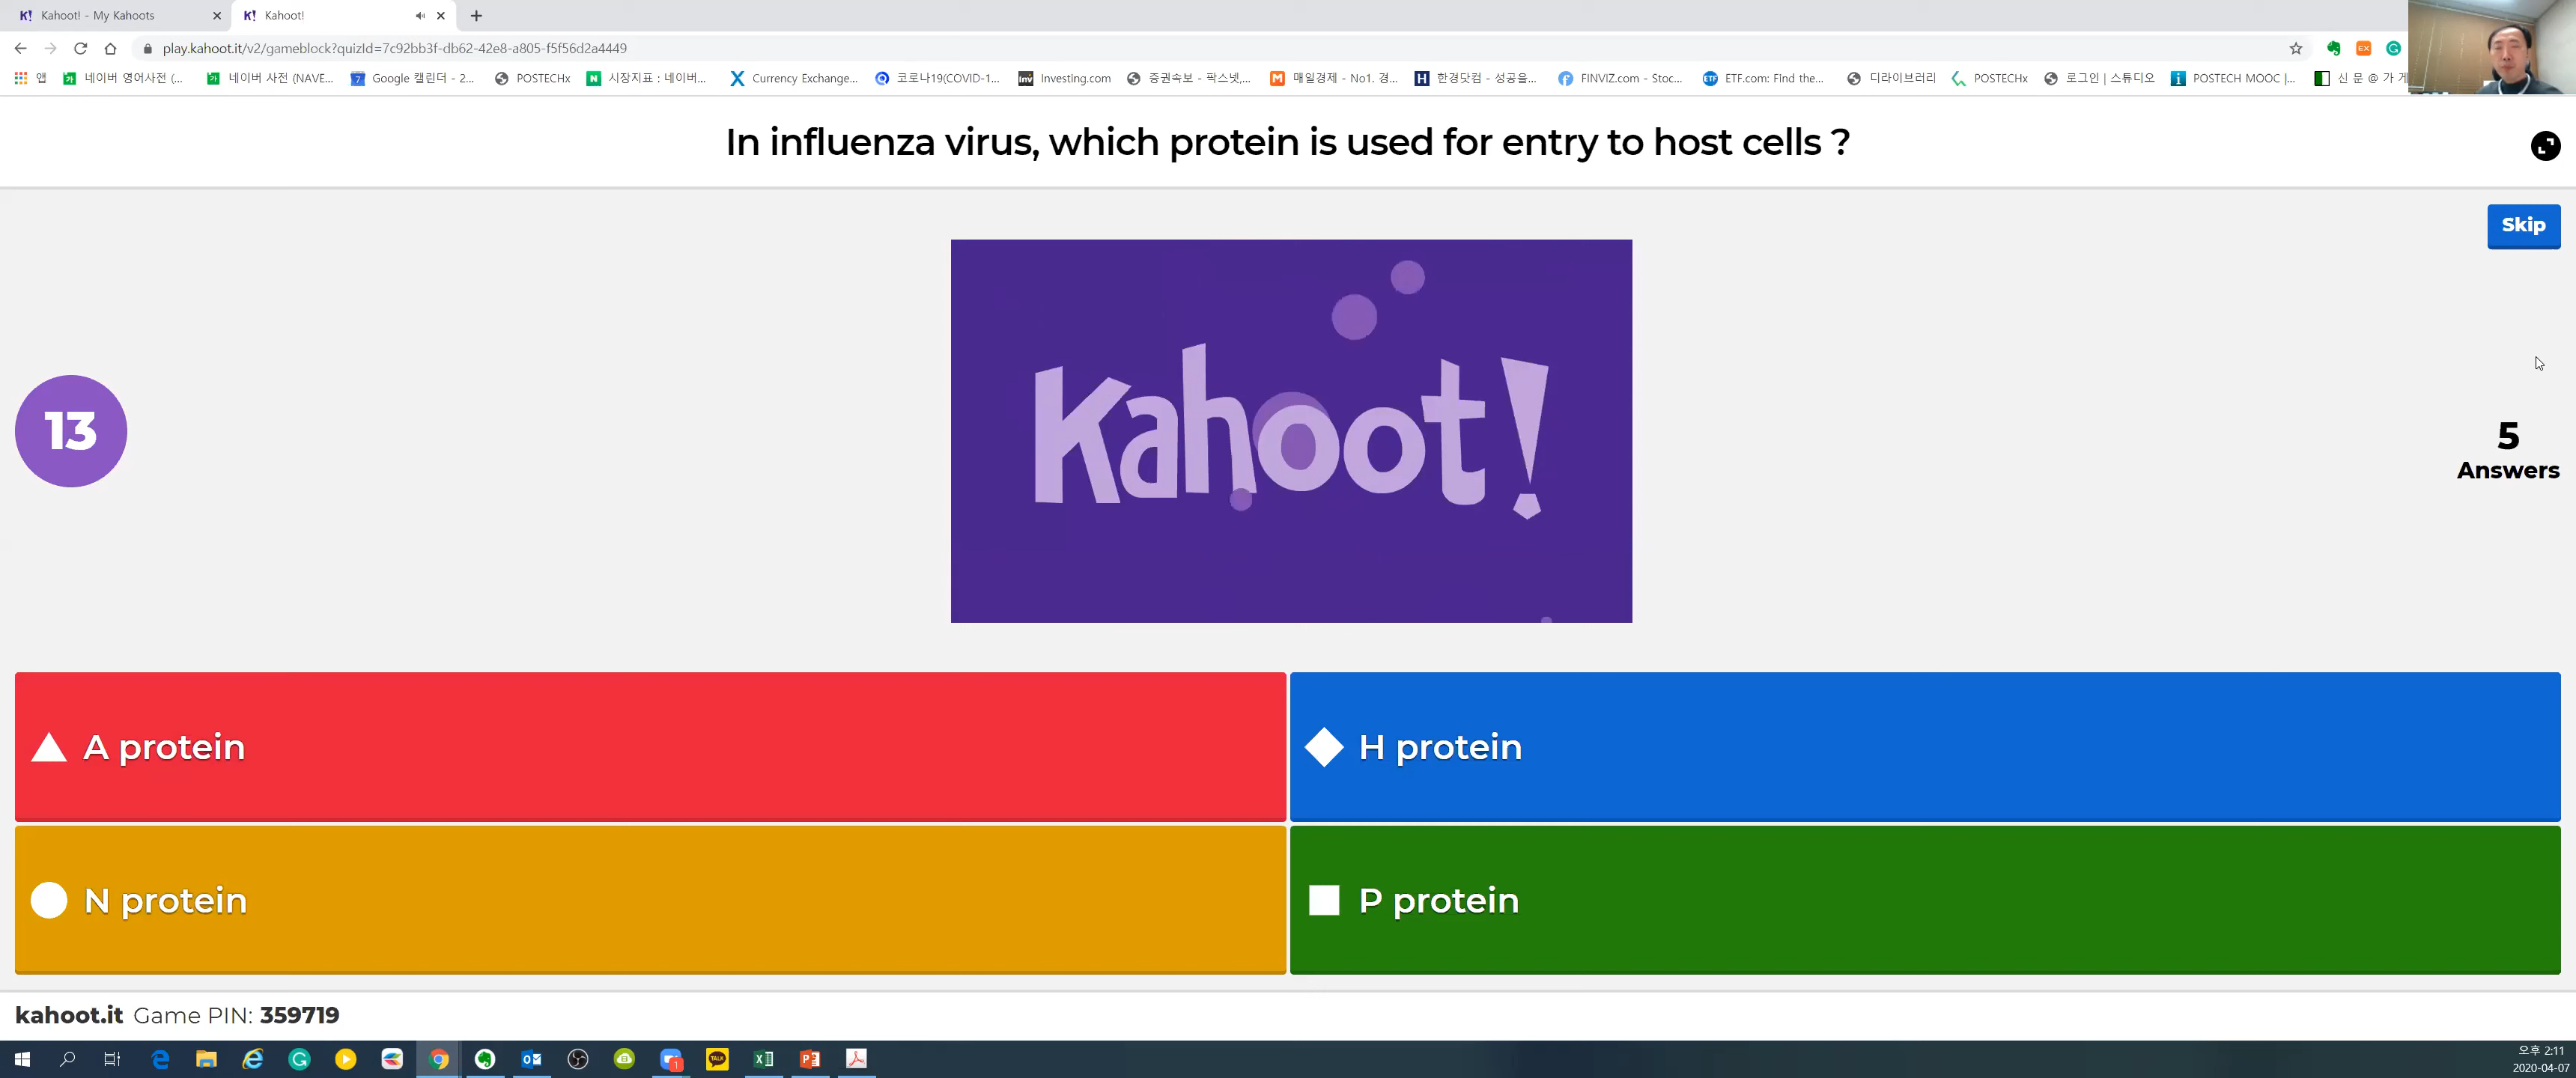 Kahoot! - My Kahoots
Kahoot!
play.kahoot.it/v2/gameblock?quizId=7c92bb3f-db62-42e8-a805-f5f56d2a4449
앱 네이버 영어사전 (... 네이버 사전 (NAVE... Google 캘린더 - 2... POSTECHx 시장지표 : 네이버... Currency Exchange... 코로나19(COVID-1... Investing.com 증권속보 - 팍스넷,... 매일경제 - No1. 경... 한경닷컴 - 성공을... FINVIZ.com - Stoc... ETF.com: Find the... 디라이브러리 POSTECHx 로그인 | 스튜디오 POSTECH MOOC |... 신 문 @ 가 게
In influenza virus, which protein is used for entry to host cells ?
Skip
Kahoot!
13
5
Answers
A protein
H protein
N protein
P protein
kahoot.it Game PIN: 359719
오후 2:11
2020-04-07